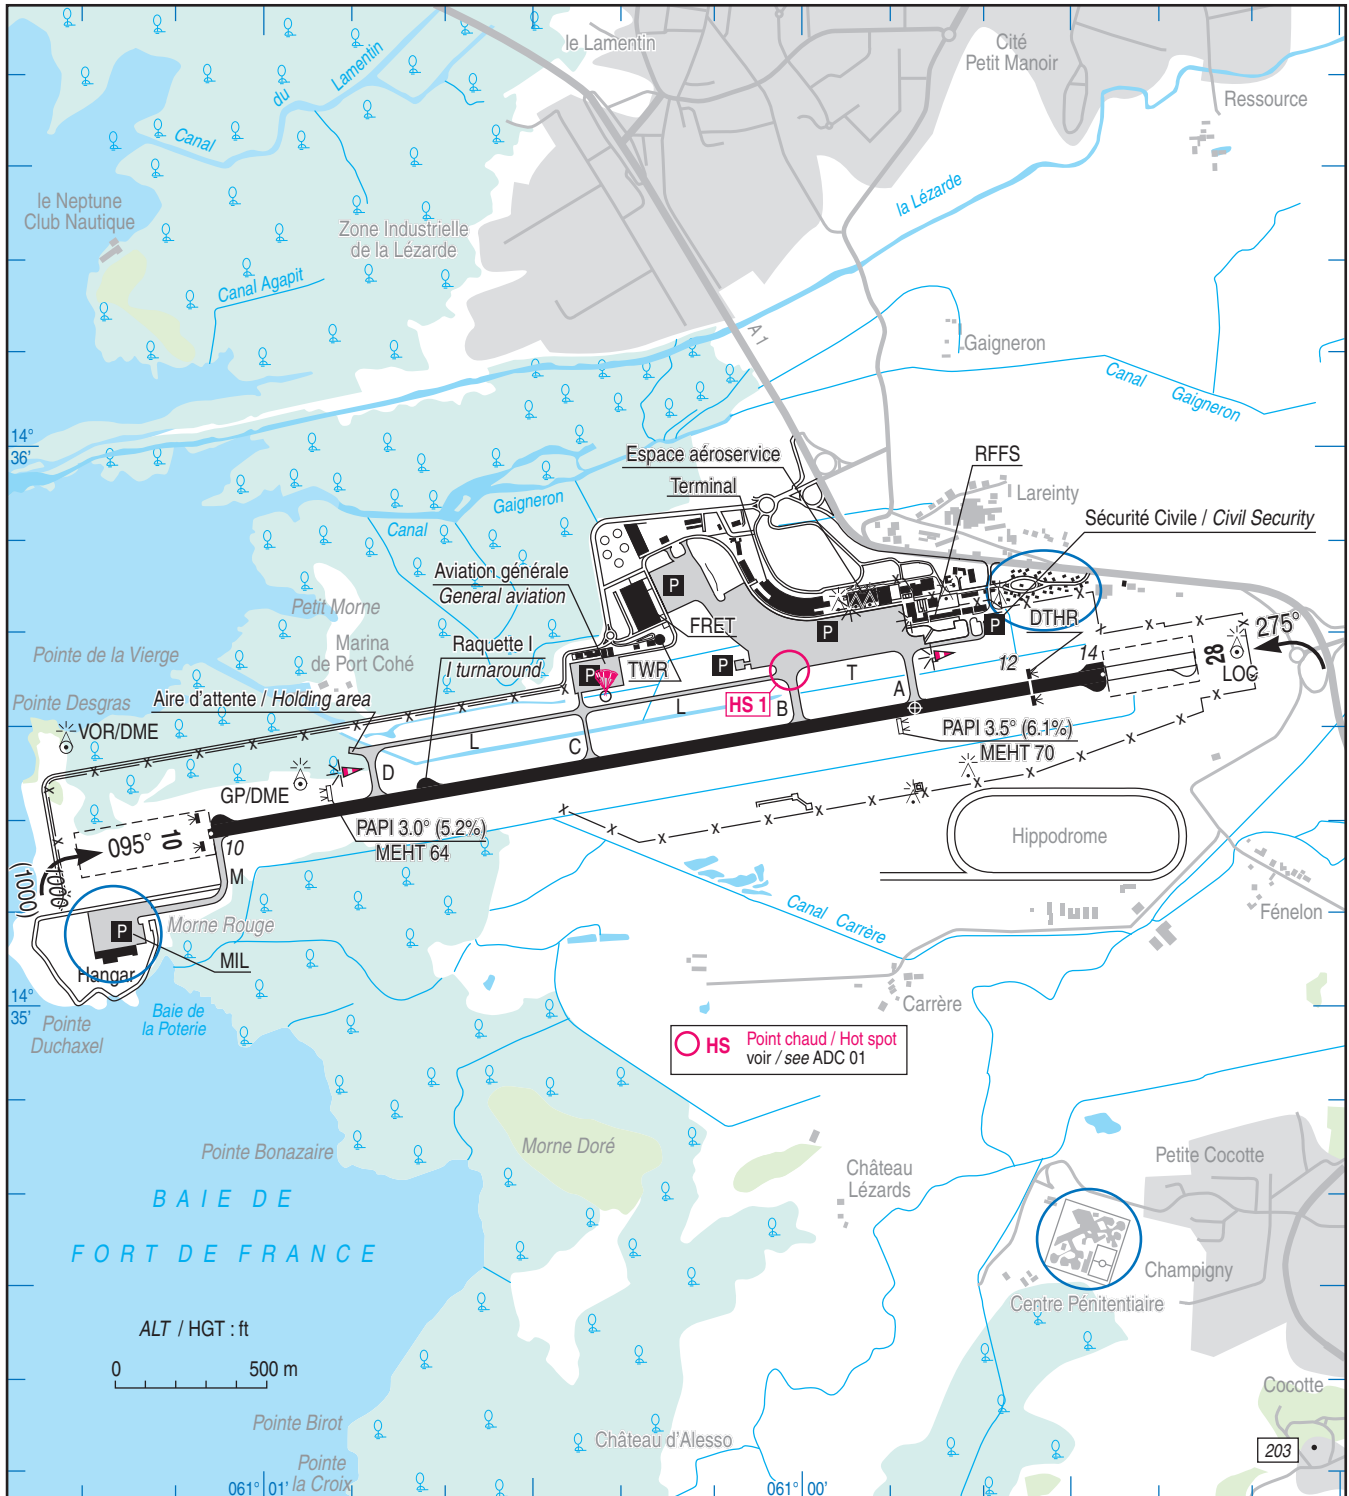 le Lamentin
Cité
Petit Manoir
Ressource
Canal
du
Lamentin
la Lézarde
le Neptune
Club Nautique
Zone Industrielle
de la Lézarde
Canal Agapit
A 1
Gaigneron
Canal
Gaigneron
14°
36'
Espace aéroservice
RFFS
Terminal
Lareinty
Sécurité Civile / Civil Security
Gaigneron
Canal
Aviation générale
General aviation
P
Petit Morne
FRET
P
P
DTHR
Raquette I
I turnaround
Marina
de Port Cohé
Pointe de la Vierge
TWR
P
P
T
12
14
28
275°
LOC
Pointe Desgras
Aire d'attente / Holding area
HS 1
L
B
A
VOR/DME
L
C
D
PAPI 3.5° (6.1%)
MEHT 70
GP/DME
PAPI 3.0° (5.2%)
MEHT 64
095°
10
10
Hippodrome
(1000)
1000
M
Morne Rouge
P
MIL
Hangar
Canal Carrère
Fénelon
Carrère
14°
35'
Pointe
Duchaxel
Baie de
la Poterie
HS Point chaud / Hot spot
voir / see ADC 01
Pointe Bonazaire
Morne Doré
Château
Lézards
Petite Cocotte
BAIE DE
FORT DE FRANCE
Champigny
Centre Pénitentiaire
ALT / HGT : ft
0 500 m
Cocotte
Pointe Birot
Château d'Alesso
203
Pointe
la Croix
061° 01'
061° 00'